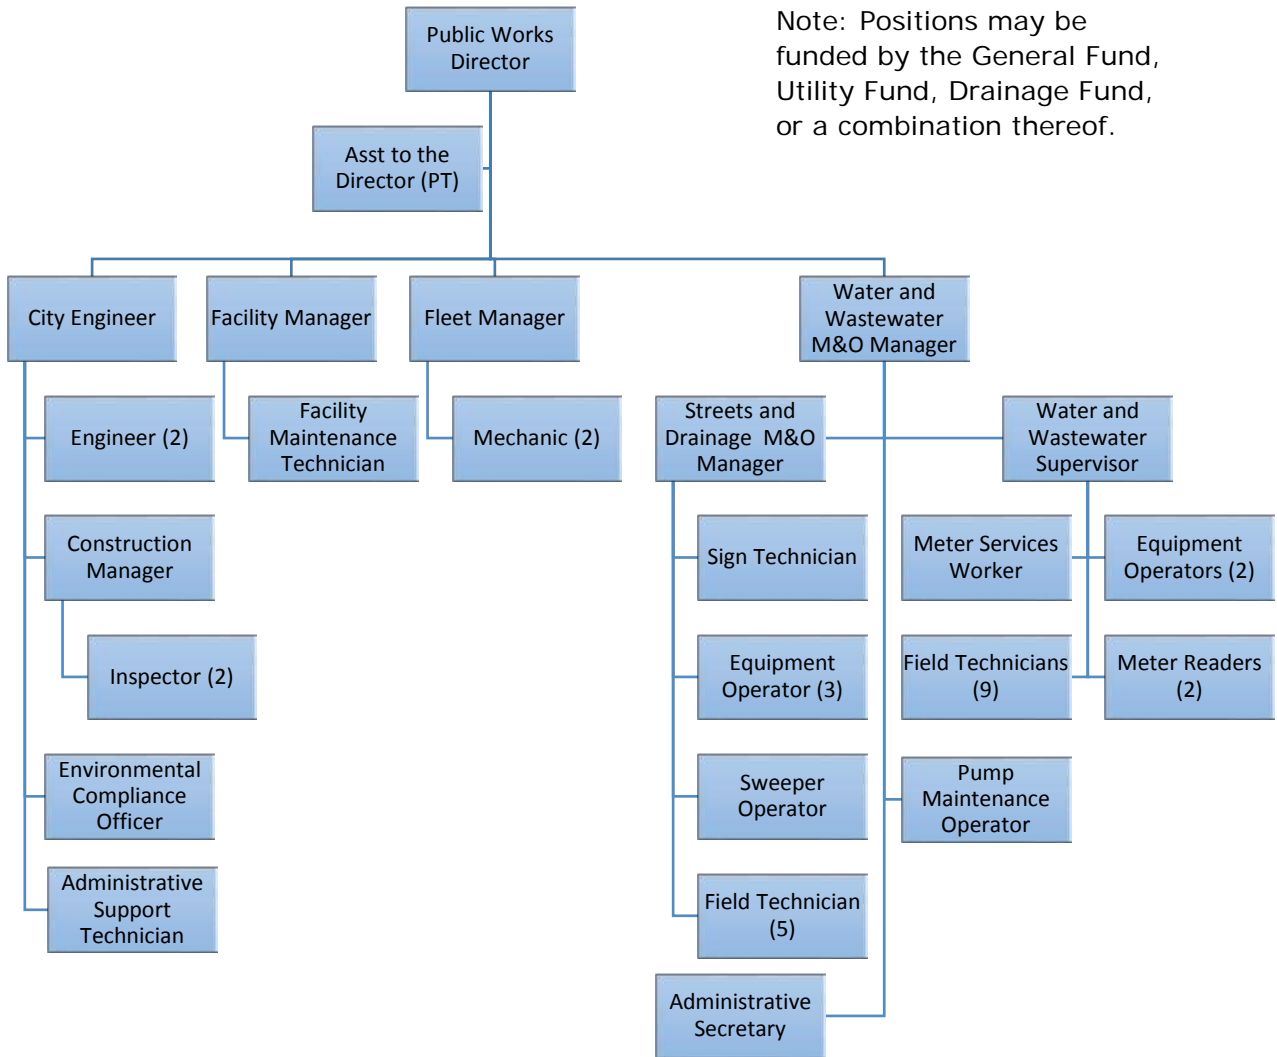 Public Works
Director
Note: Positions may be
funded by the General Fund,
Utility Fund, Drainage Fund,
or a combination thereof.
Asst to the
Director (PT)
City Engineer
Facility Manager
Fleet Manager
Water and
Wastewater
M&O Manager
Engineer (2)
Facility
Maintenance
Technician
Mechanic (2)
Streets and
Drainage M&O
Manager
Water and
Wastewater
Supervisor
Construction
Manager
Sign Technician
Meter Services
Worker
Equipment
Operators (2)
Inspector (2)
Equipment
Operator (3)
Field Technicians
(9)
Meter Readers
(2)
Environmental
Compliance
Officer
Sweeper
Operator
Pump
Maintenance
Operator
Administrative
Support
Technician
Field Technician
(5)
Administrative
Secretary